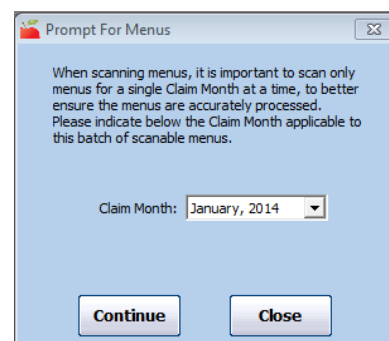 Prompt For Menus
When scanning menus, it is important to scan only
menus for a single Claim Month at a time, to better
ensure the menus are accurately processed.
Please indicate below the Claim Month applicable to
this batch of scanable menus.
Claim Month: January, 2014
Continue Close